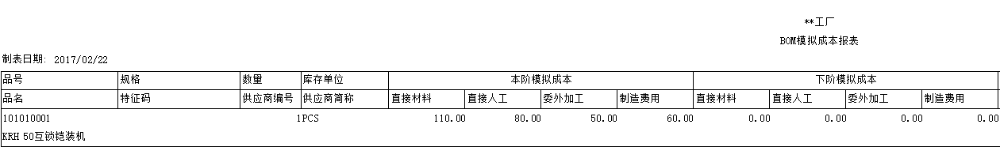 **工厂
BOM模拟成本报表
制表日期: 2017/02/22
品号 规格 数量 库存单位 本阶模拟成本 下阶模拟成本
品名 特征码 供应商编号 供应商简称 直接材料 直接人工 委外加工 制造费用 直接材料 直接人工 委外加工 制造费用
101010001 1PCS 110.00 80.00 50.00 60.00 0.00 0.00 0.00 0.00
KRH 50互锁铠装机